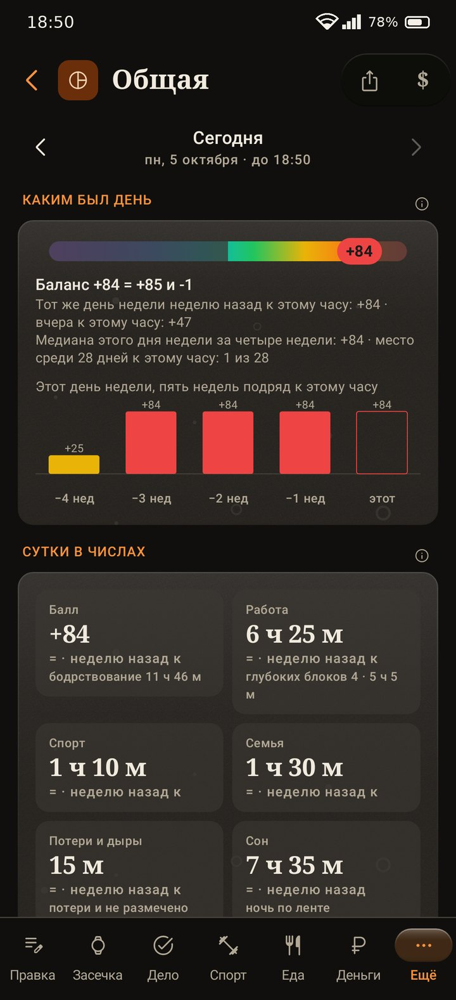 18:50
78%
Общая
$
Сегодня
пн, 5 октября · до 18:50
КАКИМ БЫЛ ДЕНЬ
+84
Баланс +84 = +85 и -1
Тот же день недели неделю назад к этому часу: +84 ·
вчера к этому часу: +47
Медиана этого дня недели за четыре недели: +84 · место
среди 28 дней к этому часу: 1 из 28
Этот день недели, пять недель подряд к этому часу
+25 +84 +84 +84 +84
−4 нед −3 нед −2 нед −1 нед этот
СУТКИ В ЧИСЛАХ
Балл
+84
= · неделю назад к
бодрствование 11 ч 46 м
Работа
6 ч 25 м
= · неделю назад к
глубоких блоков 4 · 5 ч 5
м
Спорт
1 ч 10 м
= · неделю назад к
Семья
1 ч 30 м
= · неделю назад к
Потери и дыры
15 м
= · неделю назад к
потери и не размечено
Сон
7 ч 35 м
= · неделю назад
ночь по ленте
Правка Засечка Дело Спорт Еда Деньги Ещё